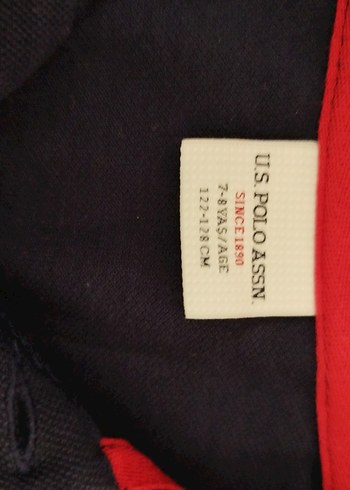 U.S. POLO ASSN.
SINCE 1890
7-8 YAŞ/AGE
122-128 CM